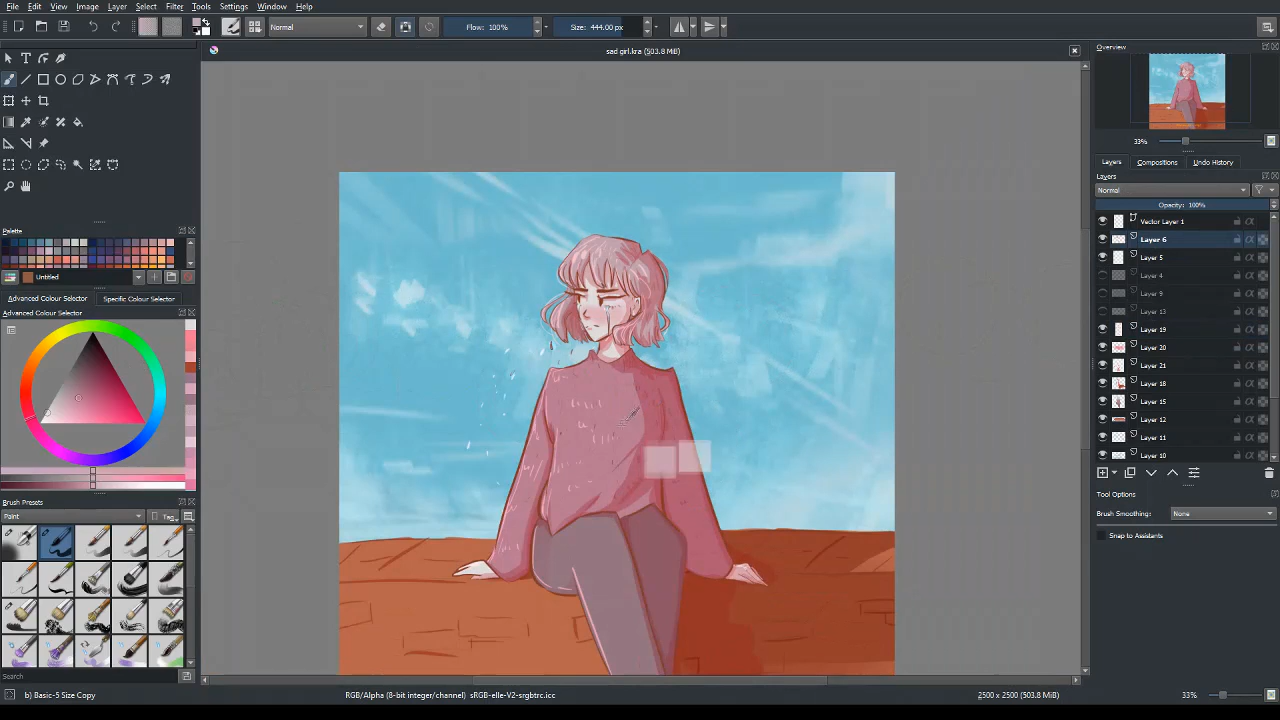 File Edit View Image Layer Select Filter Tools Settings Window Help
Normal Flow: 100% Size: 444.00 px
sad girl.kra (503.8 MiB)
Overview
33%
Layers Compositions Undo History
Layers
Normal
Opacity: 100%
Vector Layer 1
Layer 6
Layer 5
Layer 4
Layer 9
Layer 13
Layer 19
Layer 20
Layer 21
Layer 18
Layer 15
Layer 12
Layer 11
Layer 10
Tool Options
Brush Smoothing: None
Snap to Assistants
Palette
Untitled
Advanced Colour Selector Specific Colour Selector
Advanced Colour Selector
Brush Presets
Paint Tag
Search
b) Basic-5 Size Copy RGB/Alpha (8-bit integer/channel) sRGB-elle-V2-srgbtrc.icc 2500 x 2500 (503.8 MiB) 33%